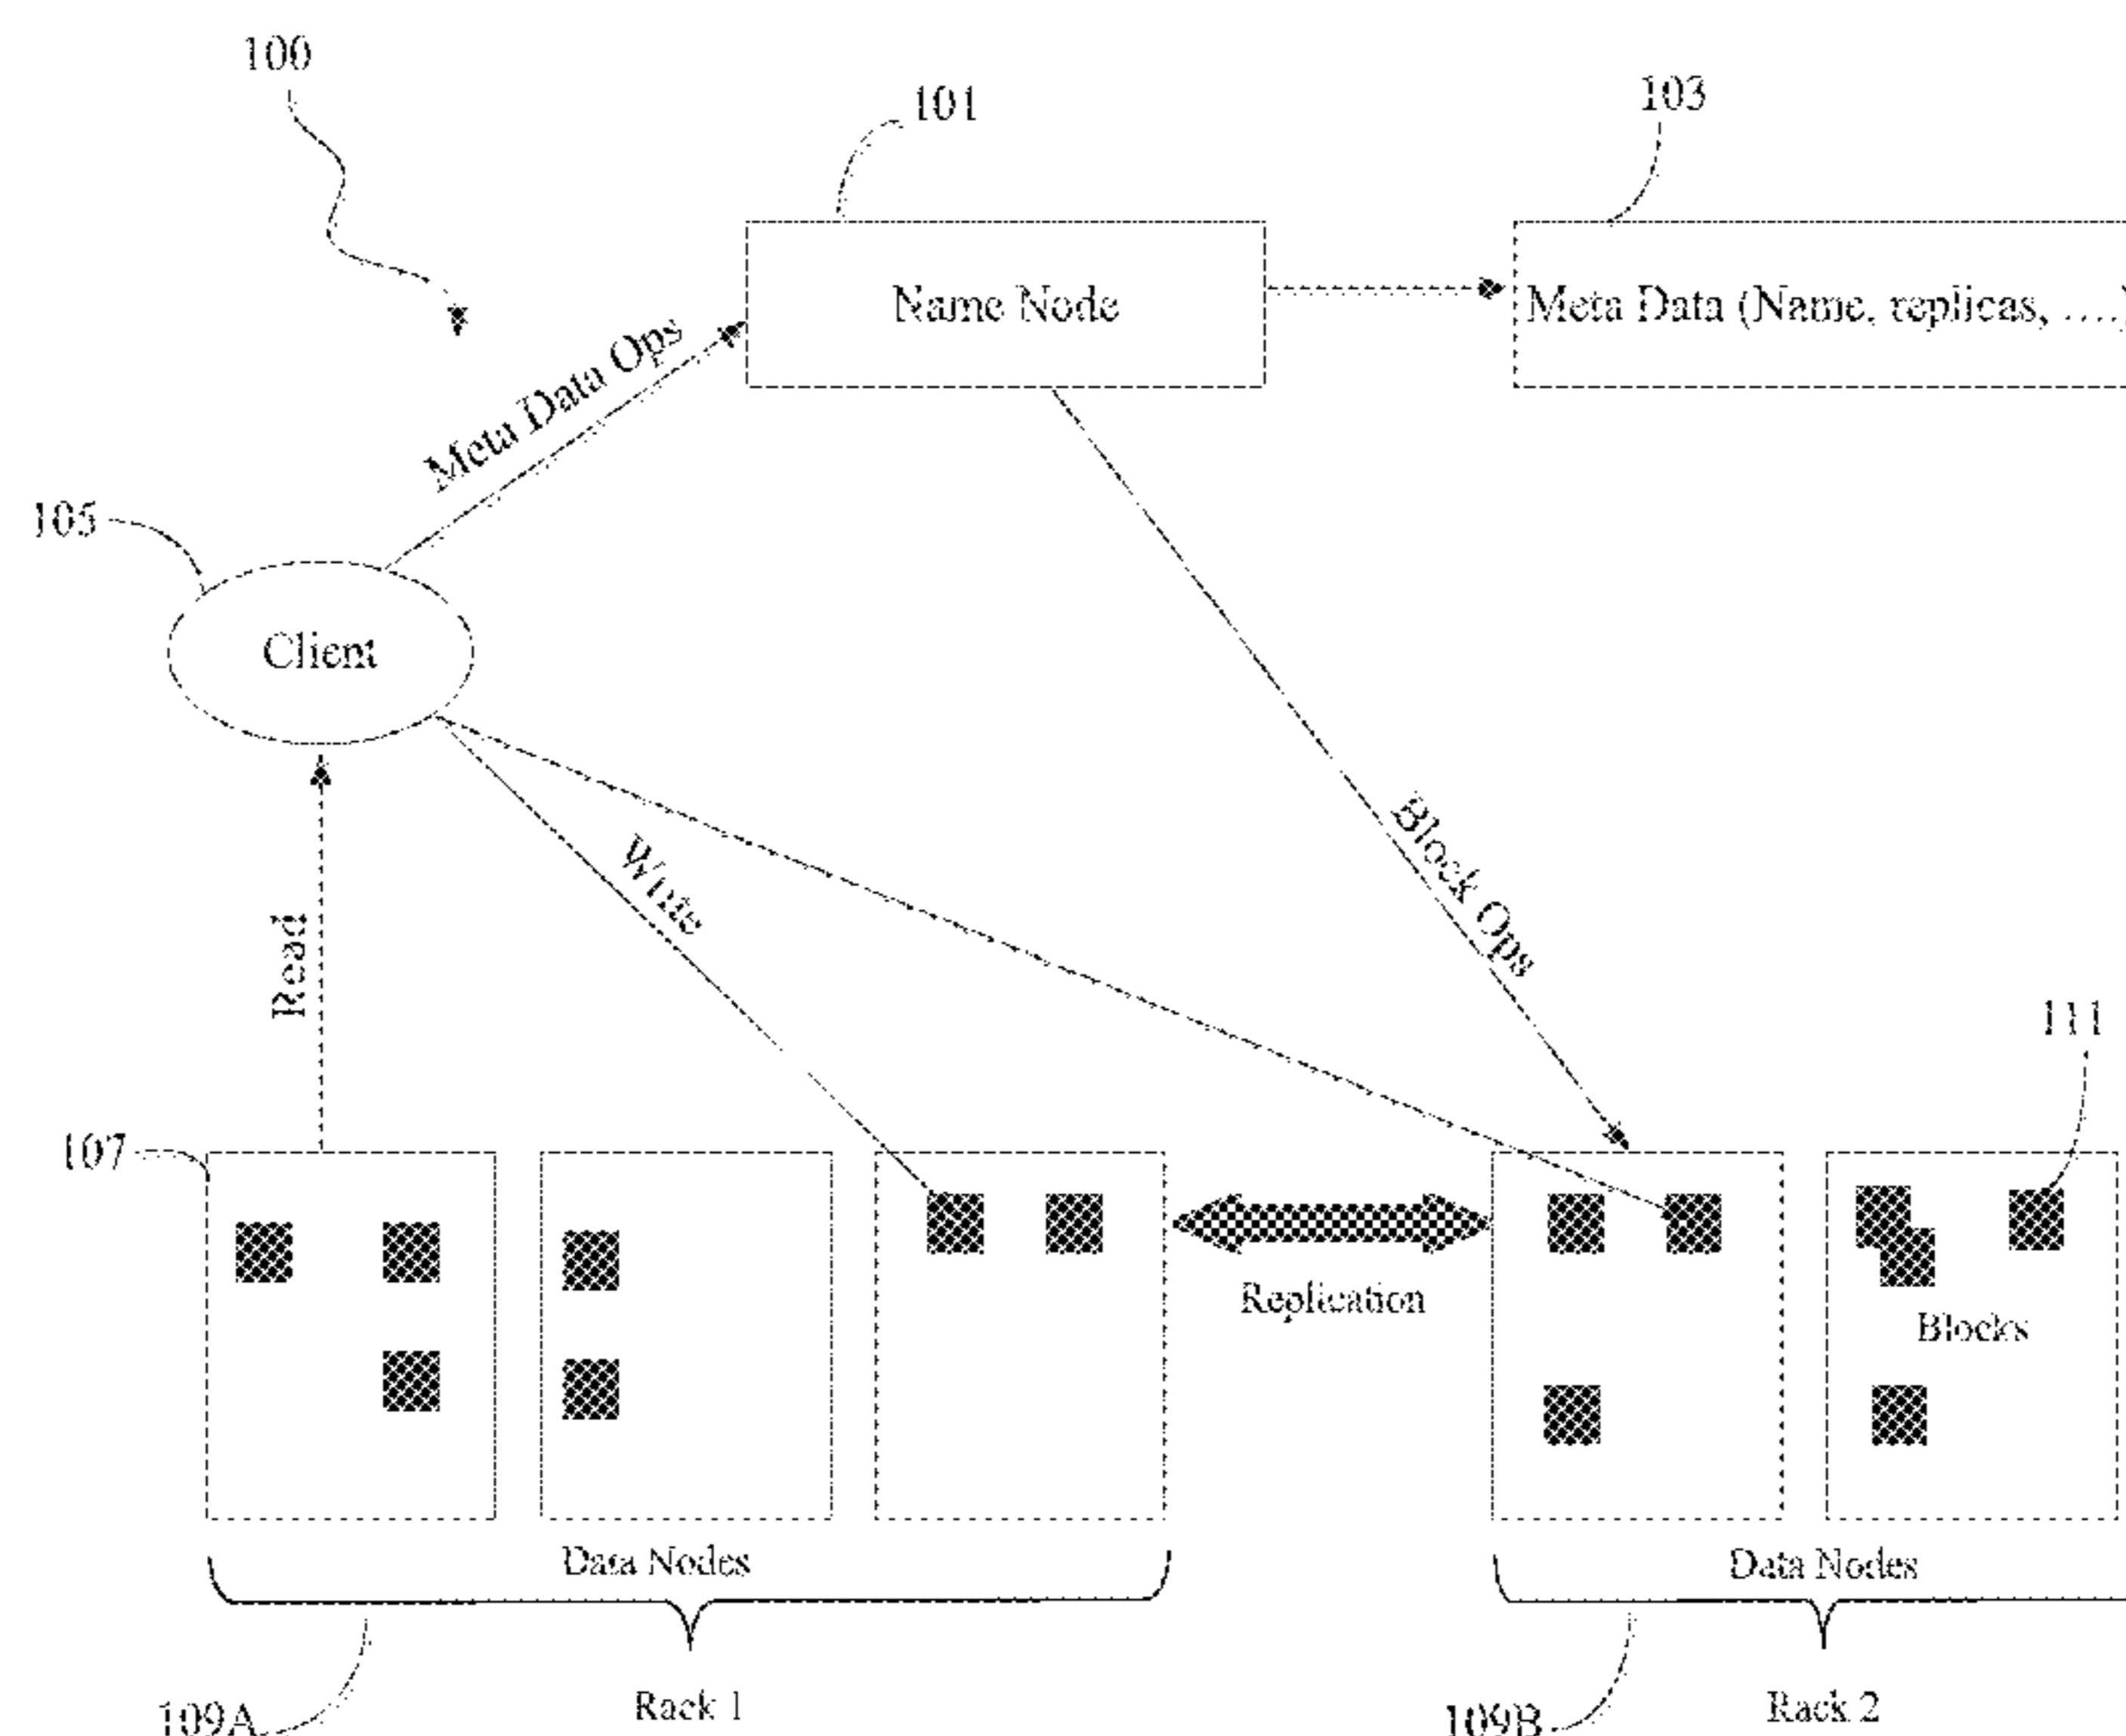 100
101
103
Name Node
Meta Data (Name, replicas, ....)
Meta Data Ops
105
Client
Write
Block Ops
Read
111
107
Replication
Blocks
Data Nodes
Data Nodes
109A
Rack 1
109B
Rack 2